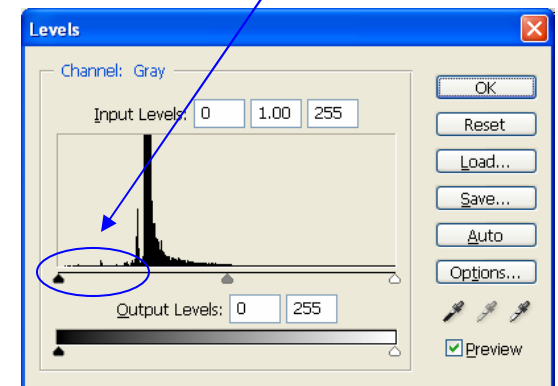 Levels
Channel: Gray
Input Levels: 0 1.00 255
Output Levels: 0 255
OK
Reset
Load...
Save...
Auto
Options...
Preview